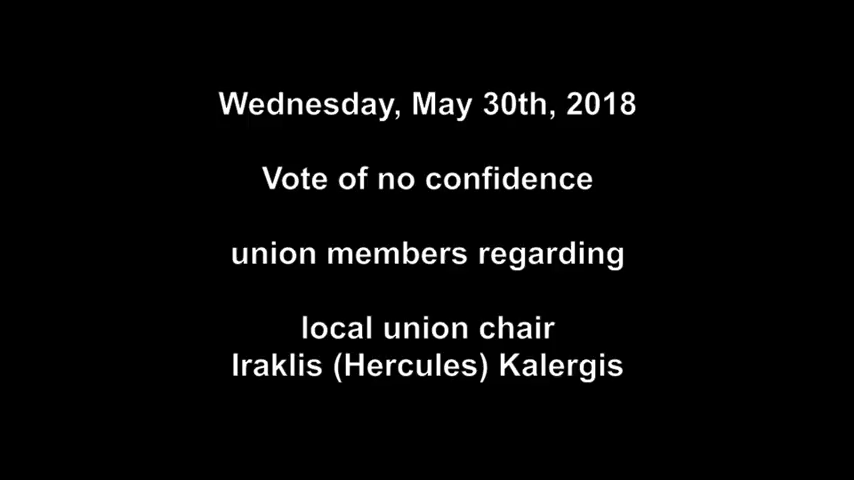 Wednesday, May 30th, 2018
Vote of no confidence
union members regarding
local union chair
Iraklis (Hercules) Kalergis